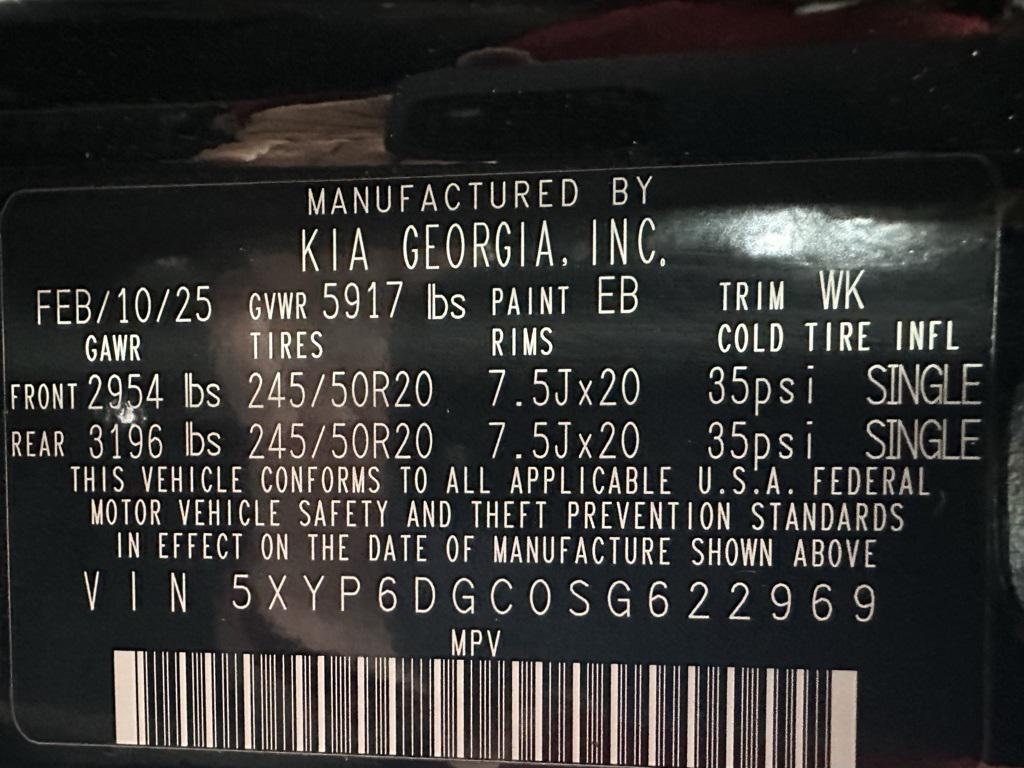 MANUFACTURED BY
KIA GEORGIA, INC.
FEB/10/25 GVWR 5917 lbs PAINT EB TRIM WK
GAWR TIRES RIMS COLD TIRE INFL
FRONT 2954 lbs 245/50R20 7.5Jx20 35psi SINGLE
REAR 3196 lbs 245/50R20 7.5Jx20 35psi SINGLE
THIS VEHICLE CONFORMS TO ALL APPLICABLE U.S.A. FEDERAL
MOTOR VEHICLE SAFETY AND THEFT PREVENTION STANDARDS
IN EFFECT ON THE DATE OF MANUFACTURE SHOWN ABOVE
VIN 5XYP6DGC0SG622969
MPV